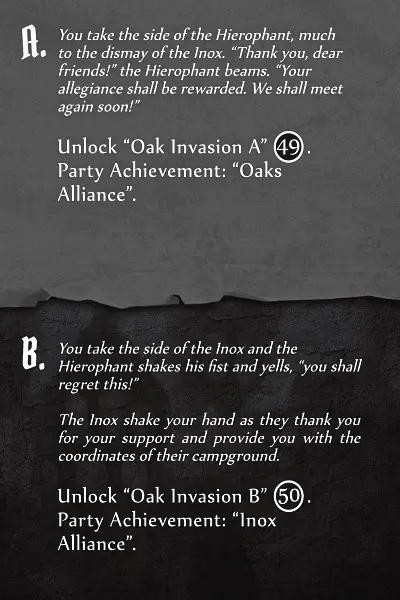 A. You take the side of the Hierophant, much
to the dismay of the Inox. “Thank you, dear
friends!” the Hierophant beams. “Your
allegiance shall be rewarded. We shall meet
again soon!”
Unlock “Oak Invasion A” 49.
Party Achievement: “Oaks
Alliance”.
B. You take the side of the Inox and the
Hierophant shakes his fist and yells, “you shall
regret this!”
The Inox shake your hand as they thank you
for your support and provide you with the
coordinates of their campground.
Unlock “Oak Invasion B” 50.
Party Achievement: “Inox
Alliance”.